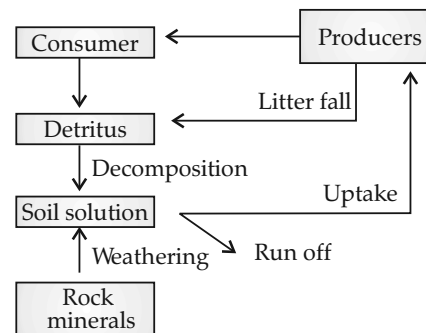 Consumer
Producers
Litter fall
Detritus
Decomposition
Uptake
Soil solution
Run off
Weathering
Rock
minerals